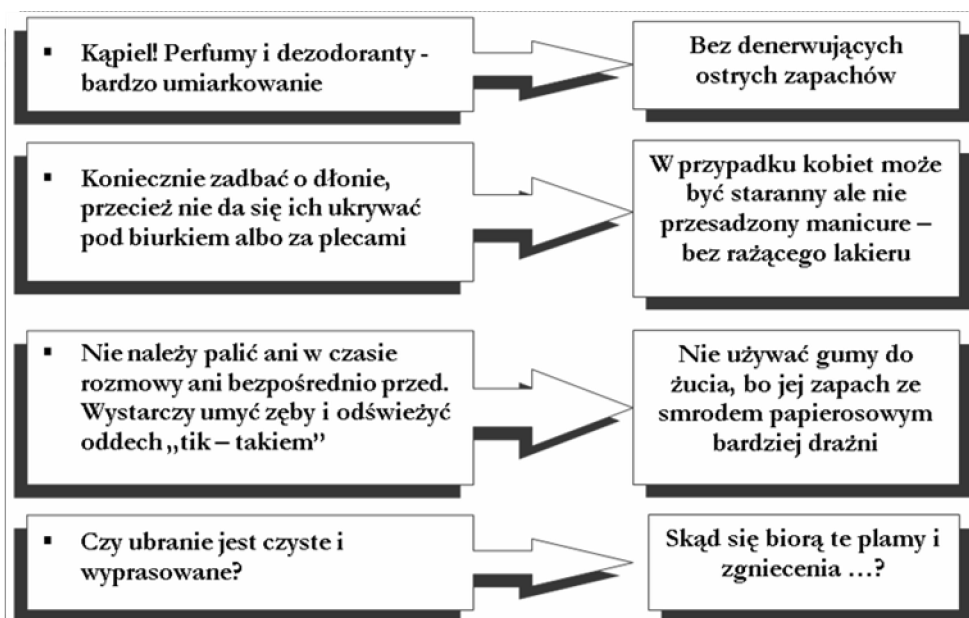 ▪ Kąpiel! Perfumy i dezodoranty -
bardzo umiarkowanie
Bez denerwujących
ostrych zapachów
▪ Koniecznie zadbać o dłonie,
przecież nie da się ich ukrywać
pod biurkiem albo za plecami
W przypadku kobiet może
być staranny ale nie
przesadzony manicure –
bez rażącego lakieru
▪ Nie należy palić ani w czasie
rozmowy ani bezpośrednio przed.
Wystarczy umyć zęby i odświeżyć
oddech „tik – takiem”
Nie używać gumy do
żucia, bo jej zapach ze
smrodem papierosowym
bardziej drażni
▪ Czy ubranie jest czyste i
wyprasowane?
Skąd się biorą te plamy i
zgniecenia ...?